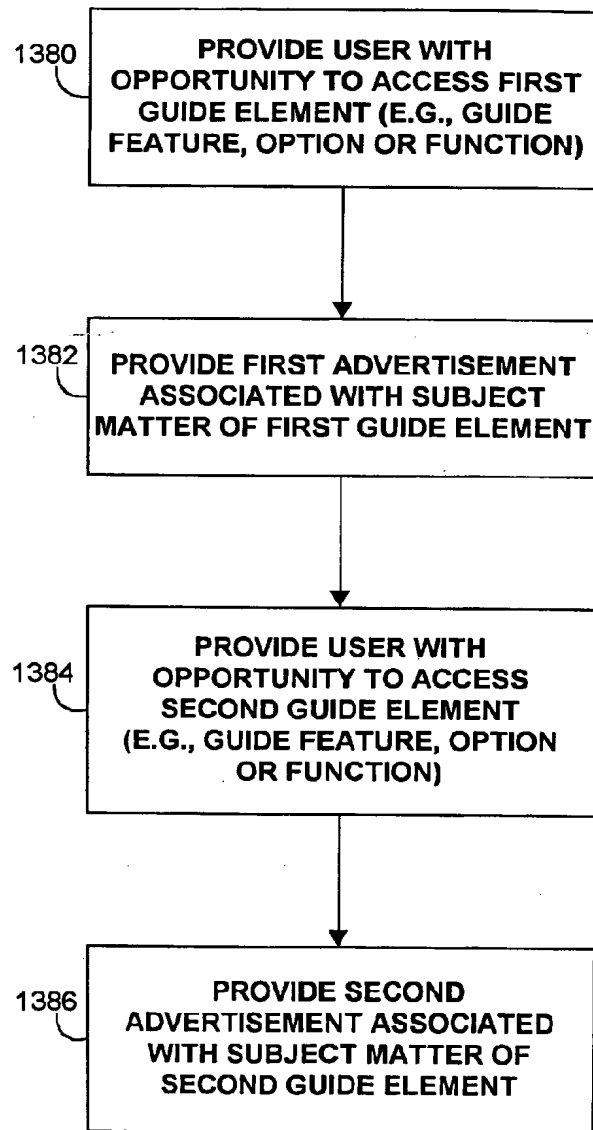 1380
PROVIDE USER WITH
OPPORTUNITY TO ACCESS FIRST
GUIDE ELEMENT (E.G., GUIDE
FEATURE, OPTION OR FUNCTION)
1382
PROVIDE FIRST ADVERTISEMENT
ASSOCIATED WITH SUBJECT
MATTER OF FIRST GUIDE ELEMENT
1384
PROVIDE USER WITH
OPPORTUNITY TO ACCESS
SECOND GUIDE ELEMENT
(E.G., GUIDE FEATURE, OPTION
OR FUNCTION)
1386
PROVIDE SECOND
ADVERTISEMENT ASSOCIATED
WITH SUBJECT MATTER OF
SECOND GUIDE ELEMENT